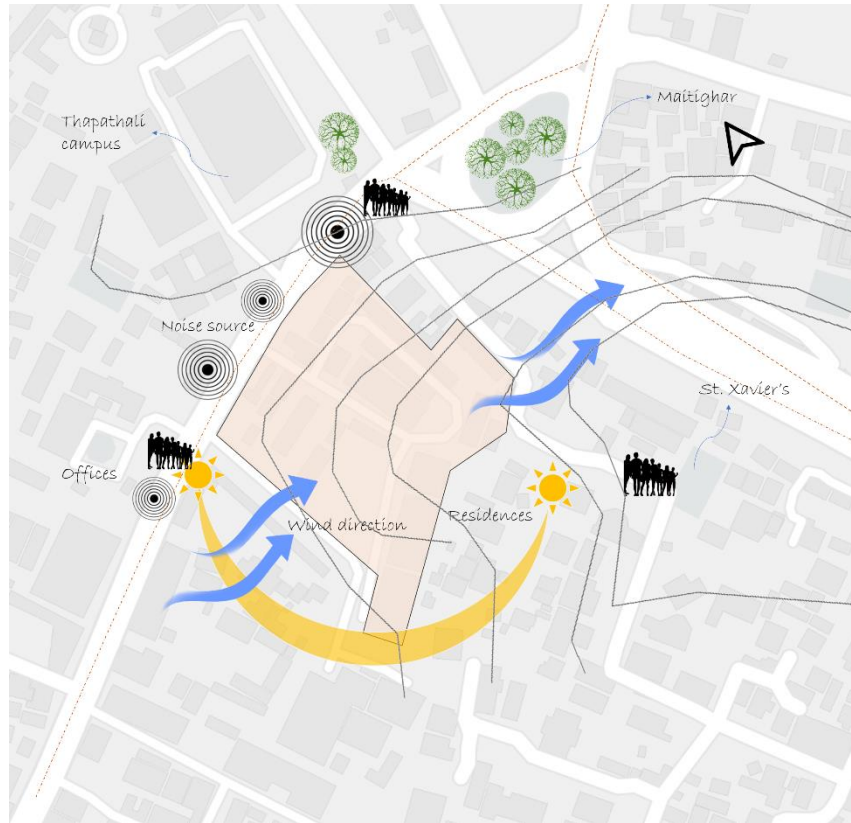 Maitighar
Thapathali
campus
Noise source
St. Xavier's
Offices
Residences
Wind direction